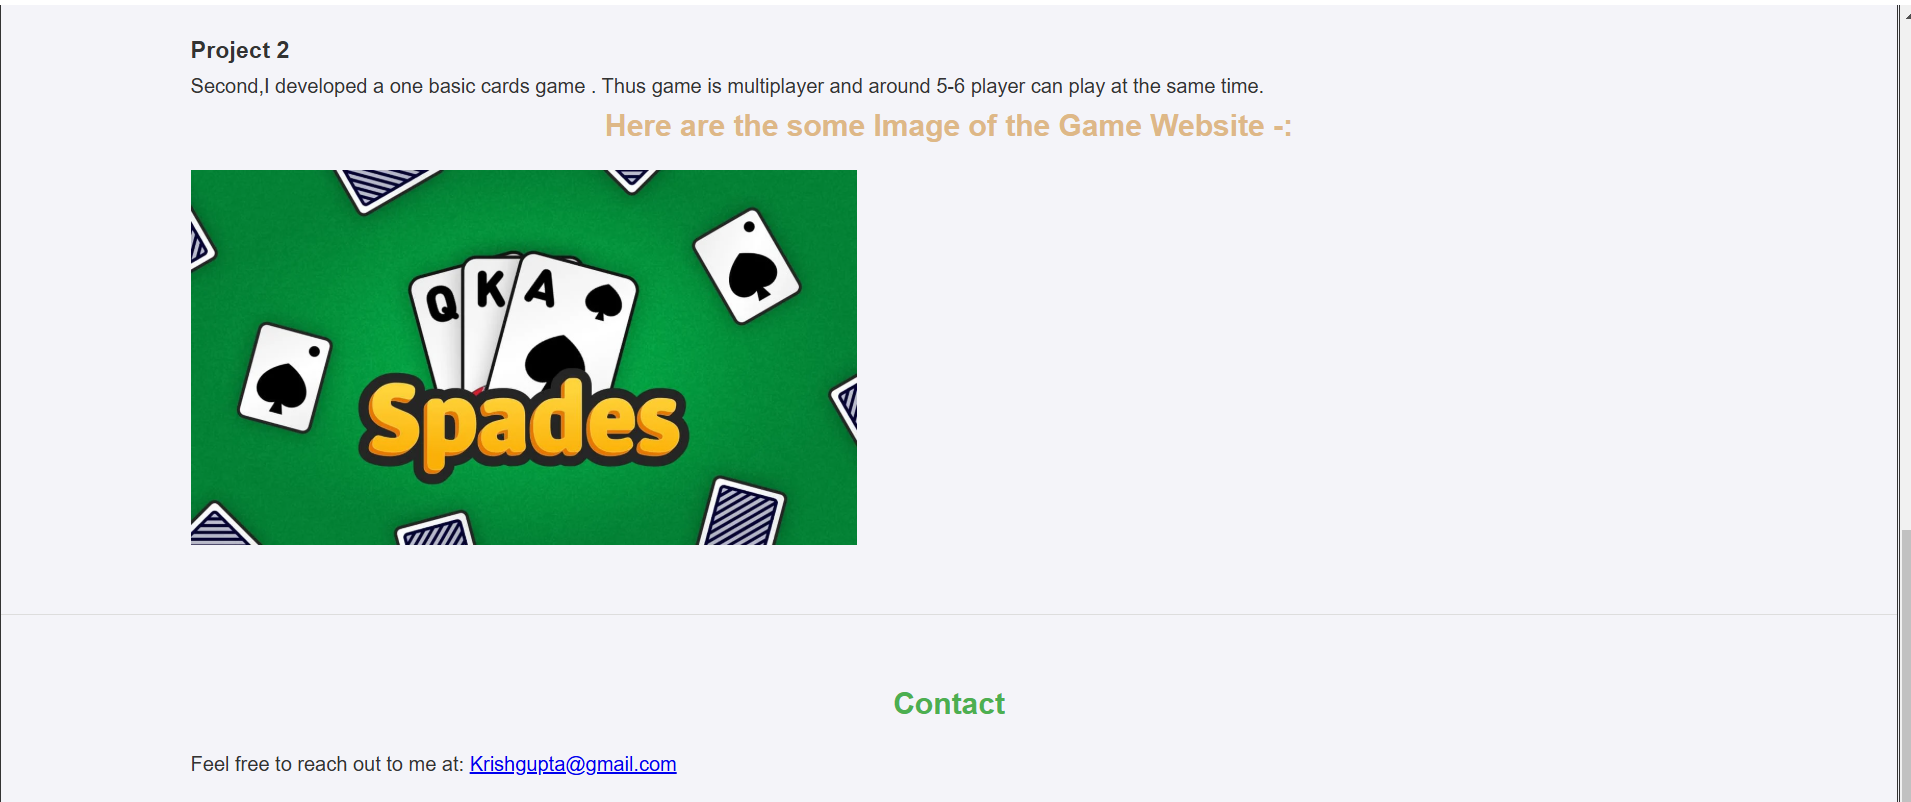 Project 2
Second,I developed a one basic cards game . Thus game is multiplayer and around 5-6 player can play at the same time.
Here are the some Image of the Game Website -:
Q K A
Spades
Contact
Feel free to reach out to me at: Krishgupta@gmail.com